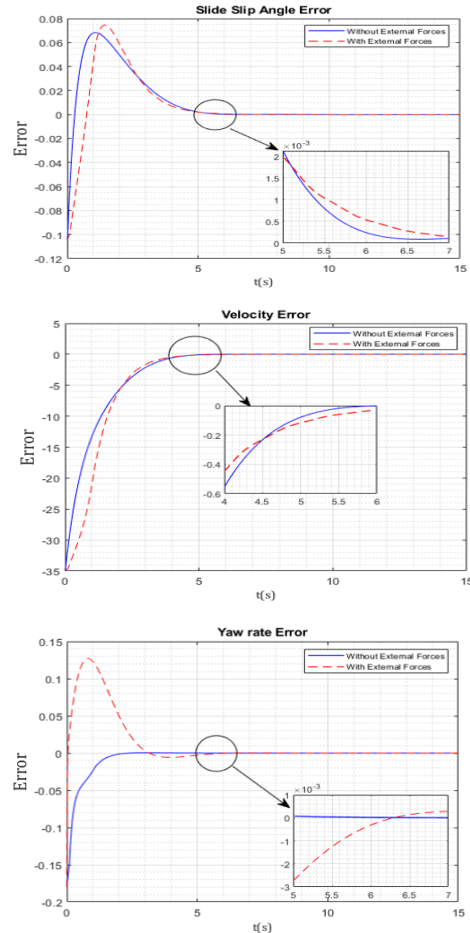 Slide Slip Angle Error
Without External Forces
With External Forces
0.08
0.06
0.04
0.02
0
0.02
0.04
0.06
0.08
-0.1
-0.12
Error
×10⁻³
2
1.5
1
0.5
0
5 5.5 6 6.5 7
0 5 10 15
t(s)
Velocity Error
Without External Forces
With External Forces
5
0
-5
-10
-15
-20
-25
-30
-35
Error
0
-0.2
-0.4
-0.6
4 4.5 5 5.5 6
0 5 10 15
t(s)
Yaw rate Error
Without External Forces
With External Forces
0.15
0.1
0.05
0
-0.05
-0.1
-0.15
-0.2
Error
×10⁻³
1
0
-1
-2
-3
5 5.5 6 6.5 7
0 5 10 15
t(s)